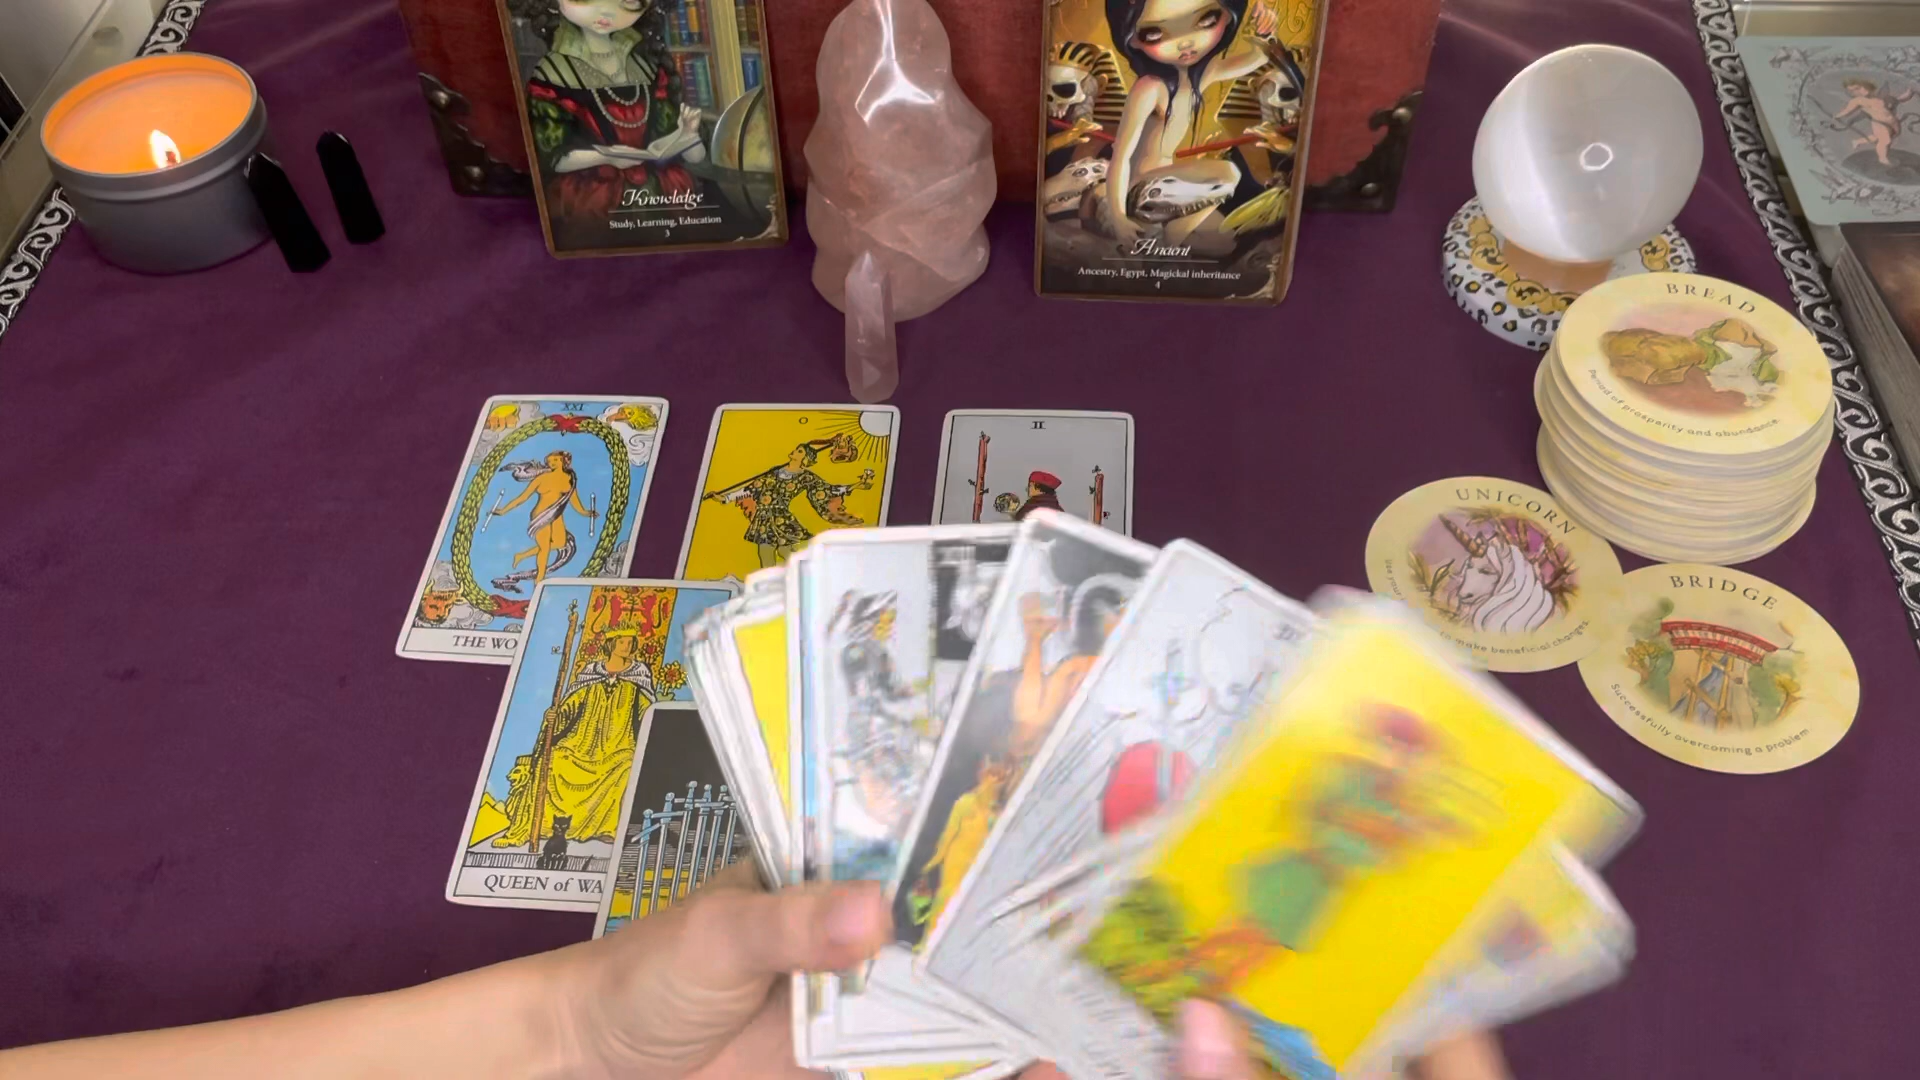 Knowledge
Study, Learning, Education
3
Ancient
Ancestry, Egypt, Magickal inheritance
4
BREAD
Period of prosperity and abundance
UNICORN
to make beneficial changes
BRIDGE
Successfully overcoming a problem
XXI
THE WO
0
II
QUEEN of WA